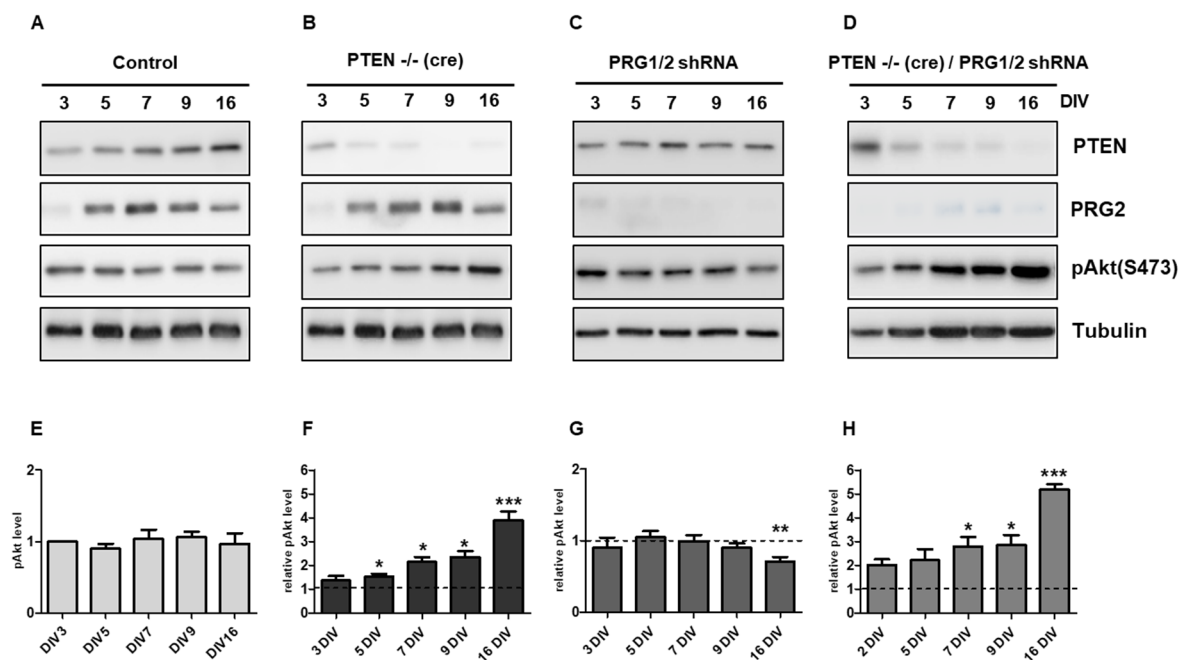 A B C D
Control PTEN -/- (cre) PRG1/2 shRNA PTEN -/- (cre) / PRG1/2 shRNA
3 5 7 9 16 3 5 7 9 16 3 5 7 9 16 3 5 7 9 16 DIV
PTEN
PRG2
pAkt(S473)
Tubulin
E
pAkt level
2
1
0
DIV3 DIV5 DIV7 DIV9 DIV16
F
relative pAkt level
6
5
4
3
2
1
0
* * * ***
3 DIV 5 DIV 7 DIV 9 DIV 16 DIV
G
relative pAkt level
2
1
0
**
3 DIV 5 DIV 7 DIV 9 DIV 16 DIV
H
relative pAkt level
6
5
4
3
2
1
0
* * ***
2 DIV 5 DIV 7 DIV 9 DIV 16 DIV